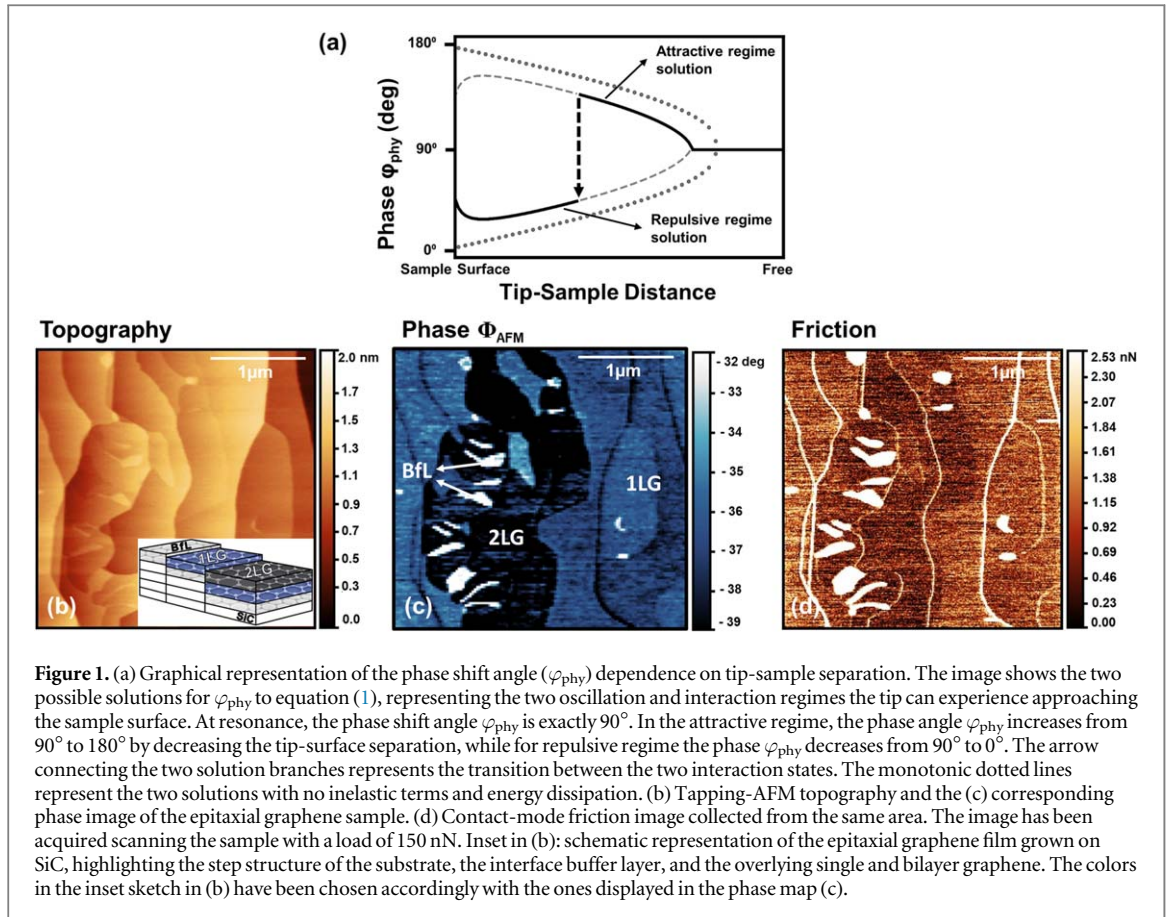 (a)
180º
90º
0º
Phase φphy (deg)
Attractive regime
solution
Repulsive regime
solution
Sample Surface
Free
Tip-Sample Distance
Topography
1µm
2.0 nm
1.7
1.5
1.3
1.0
0.7
0.5
0.3
0.0
BfL
1LG
2LG
SiC
(b)
Phase ΦAFM
1µm
BfL
1LG
2LG
- 32 deg
- 33
- 34
- 35
- 36
- 37
- 38
- 39
(c)
Friction
1µm
2.53 nN
2.30
2.07
1.84
1.61
1.38
1.15
0.92
0.69
0.46
0.23
0.00
(d)
Figure 1. (a) Graphical representation of the phase shift angle (φphy) dependence on tip-sample separation. The image shows the two
possible solutions for φphy to equation (1), representing the two oscillation and interaction regimes the tip can experience approaching
the sample surface. At resonance, the phase shift angle φphy is exactly 90°. In the attractive regime, the phase angle φphy increases from
90° to 180° by decreasing the tip-surface separation, while for repulsive regime the phase φphy decreases from 90° to 0°. The arrow
connecting the two solution branches represents the transition between the two interaction states. The monotonic dotted lines
represent the two solutions with no inelastic terms and energy dissipation. (b) Tapping-AFM topography and the (c) corresponding
phase image of the epitaxial graphene sample. (d) Contact-mode friction image collected from the same area. The image has been
acquired scanning the sample with a load of 150 nN. Inset in (b): schematic representation of the epitaxial graphene film grown on
SiC, highlighting the step structure of the substrate, the interface buffer layer, and the overlying single and bilayer graphene. The colors
in the inset sketch in (b) have been chosen accordingly with the ones displayed in the phase map (c).